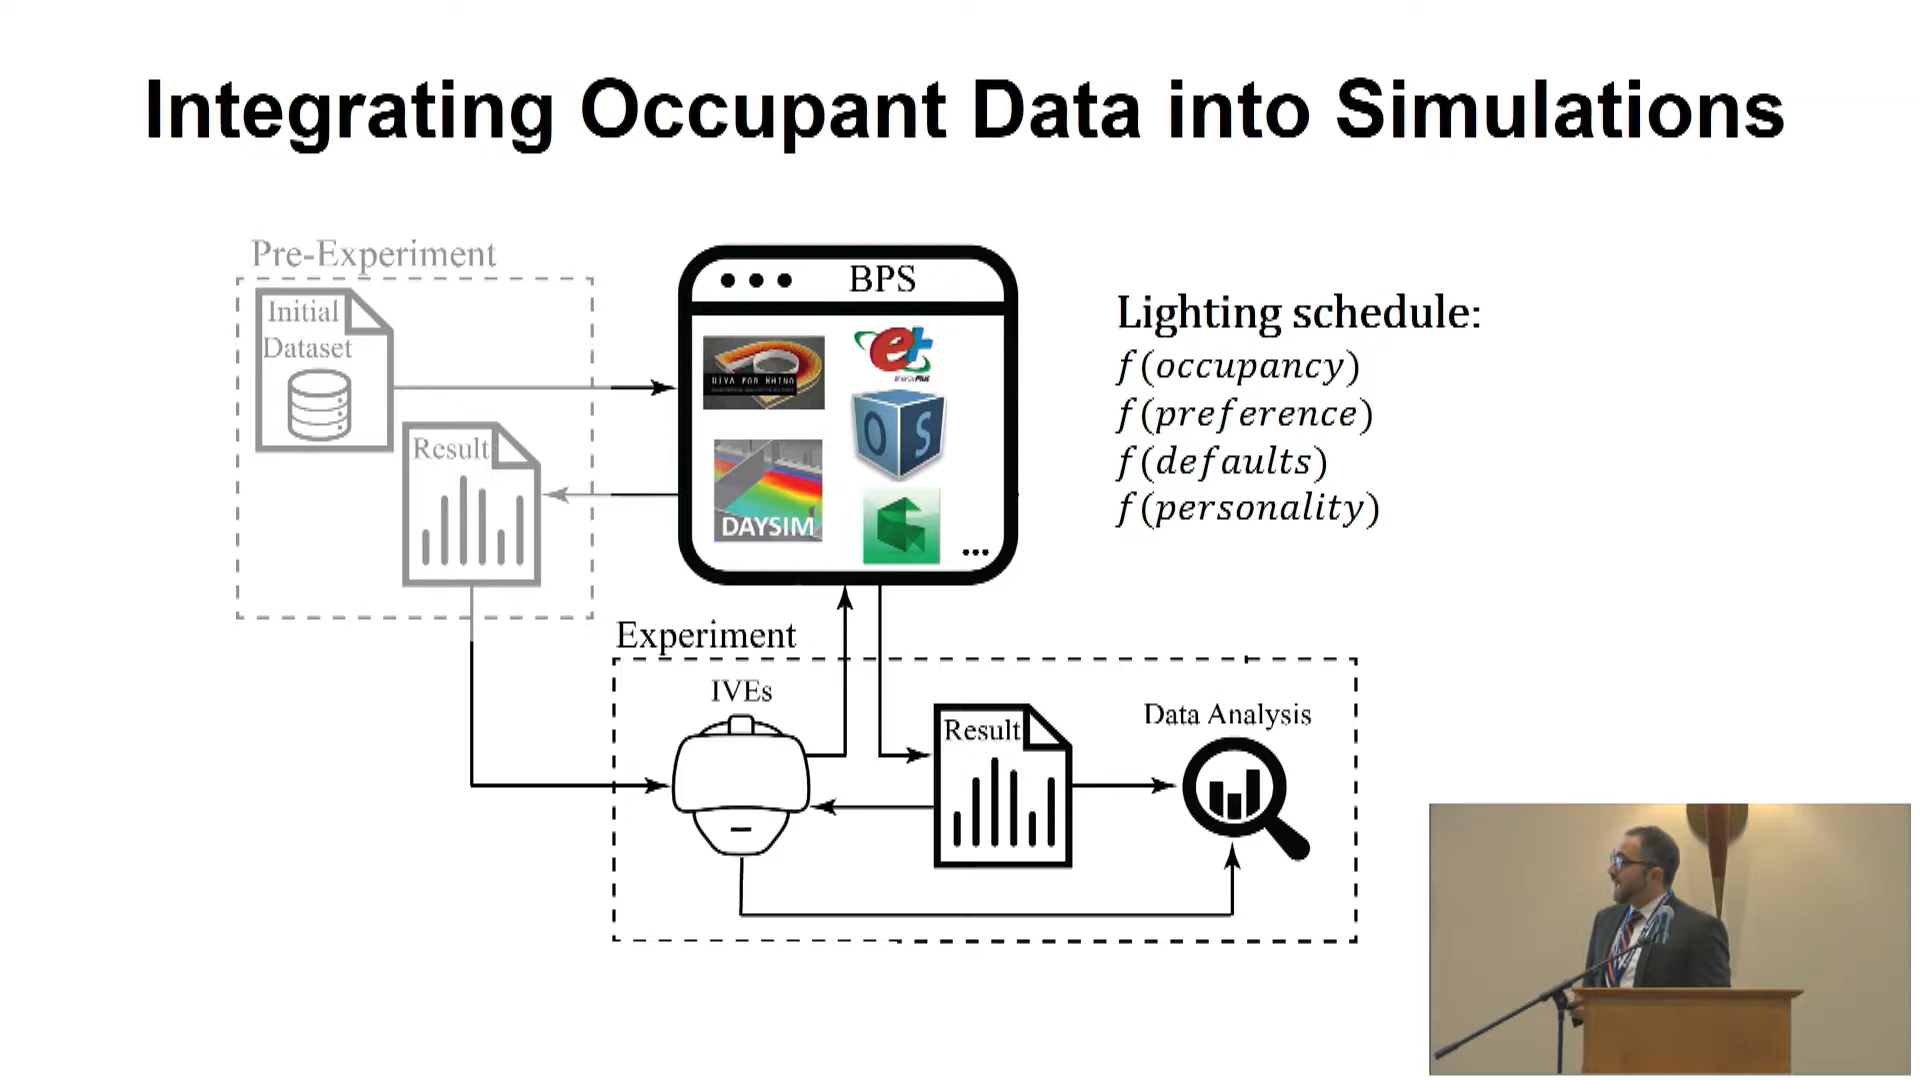 Integrating Occupant Data into Simulations
Pre-Experiment
Initial
Dataset
Result
BPS
DIVA FOR RHINO
EnergyPlus
O S
DAYSIM
...
Lighting schedule:
f(occupancy)
f(preference)
f(defaults)
f(personality)
Experiment
IVEs
Result
Data Analysis